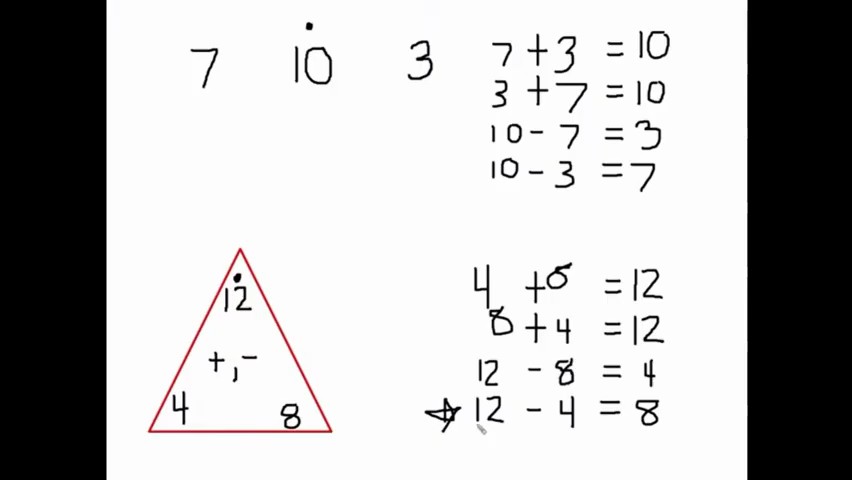 7 10 3
7 + 3 = 10
3 + 7 = 10
10 - 7 = 3
10 - 3 = 7
12
+, -
4 8
4 + 8 = 12
8 + 4 = 12
12 - 8 = 4
12 - 4 = 8